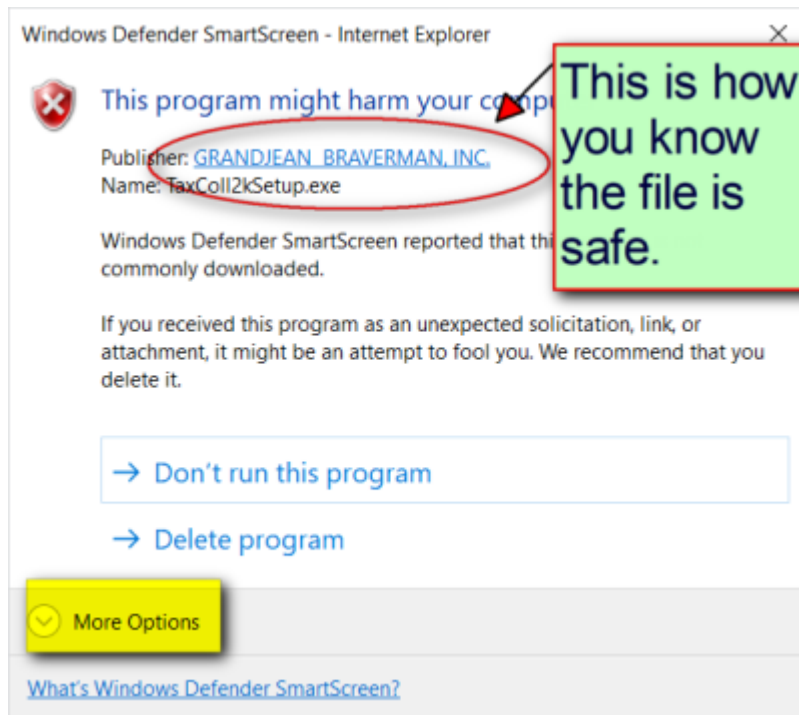 Windows Defender SmartScreen - Internet Explorer
This program might harm your compu
This is how
you know
the file is
safe.
Publisher: GRANDJEAN BRAVERMAN, INC.
Name: TaxColl2kSetup.exe
Windows Defender SmartScreen reported that thi
commonly downloaded.
If you received this program as an unexpected solicitation, link, or
attachment, it might be an attempt to fool you. We recommend that you
delete it.
→ Don't run this program
→ Delete program
More Options
What's Windows Defender SmartScreen?